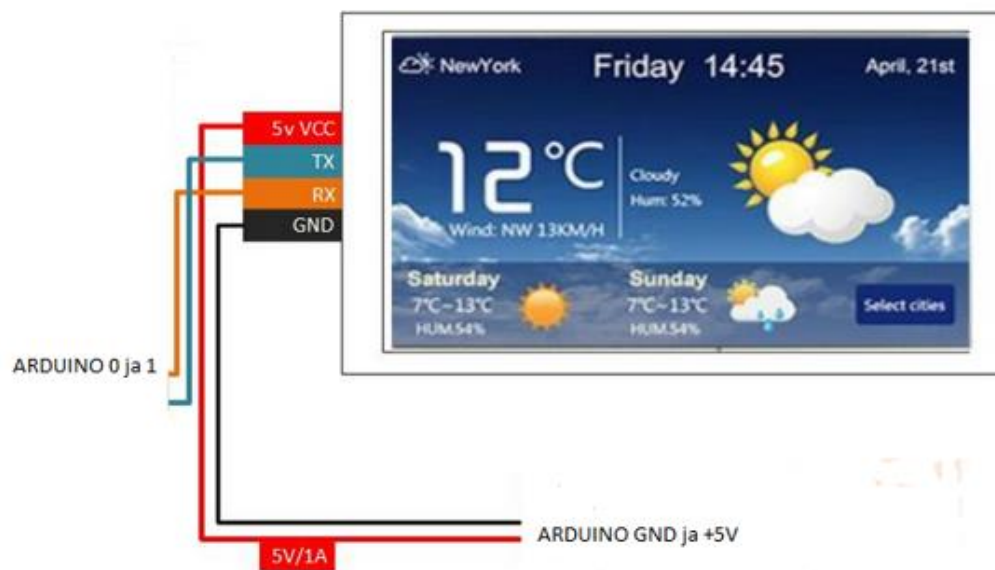 NewYork
Friday 14:45
April, 21st
5v VCC
TX
RX
GND
12°C
Cloudy
Hum: 52%
Wind: NW 13KM/H
Saturday
7℃~13℃
HUM.54%
Sunday
7℃~13℃
HUM.54%
Select cities
ARDUINO 0 ja 1
ARDUINO GND ja +5V
5V/1A